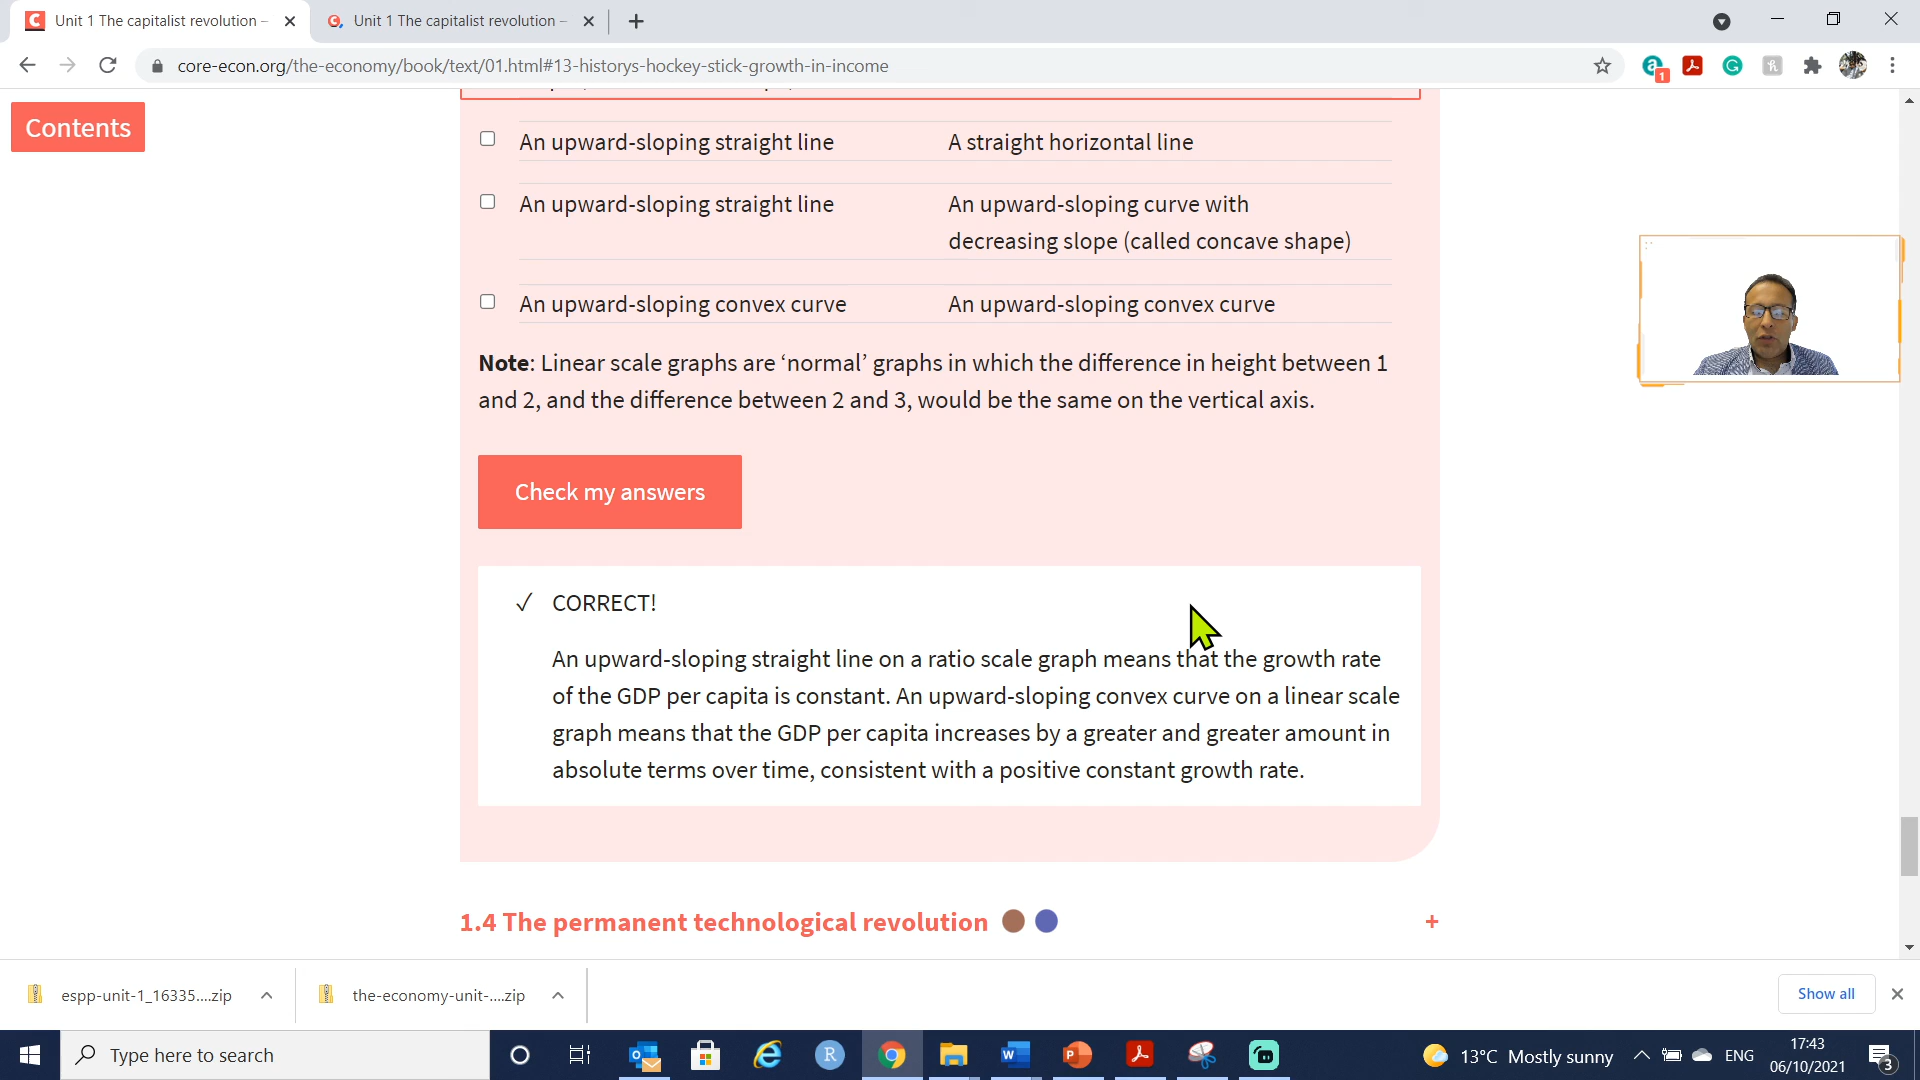 Unit 1 The capitalist revolution –
Unit 1 The capitalist revolution –
core-econ.org/the-economy/book/text/01.html#13-historys-hockey-stick-growth-in-income
1
Contents
An upward-sloping straight line
A straight horizontal line
An upward-sloping straight line
An upward-sloping curve with
decreasing slope (called concave shape)
An upward-sloping convex curve
An upward-sloping convex curve
Note: Linear scale graphs are ‘normal’ graphs in which the difference in height between 1
and 2, and the difference between 2 and 3, would be the same on the vertical axis.
Check my answers
✓ CORRECT!
An upward-sloping straight line on a ratio scale graph means that the growth rate
of the GDP per capita is constant. An upward-sloping convex curve on a linear scale
graph means that the GDP per capita increases by a greater and greater amount in
absolute terms over time, consistent with a positive constant growth rate.
1.4 The permanent technological revolution
+
espp-unit-1_16335....zip
the-economy-unit-....zip
Show all
Type here to search
13°C Mostly sunny
ENG
17:43
06/10/2021
3